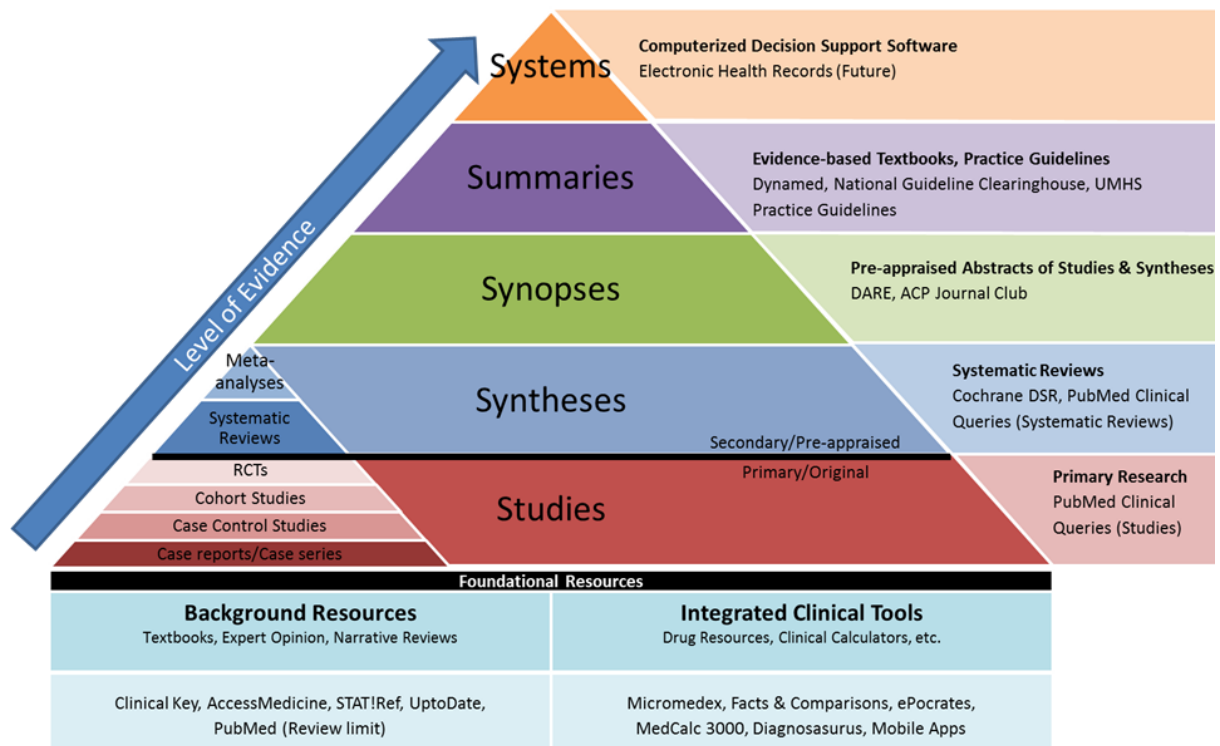 Systems
Computerized Decision Support Software
Electronic Health Records (Future)
Level of Evidence
Summaries
Evidence-based Textbooks, Practice Guidelines
Dynamed, National Guideline Clearinghouse, UMHS
Practice Guidelines
Synopses
Pre-appraised Abstracts of Studies & Syntheses
DARE, ACP Journal Club
Meta-
analyses
Systematic
Reviews
Syntheses
Secondary/Pre-appraised
Systematic Reviews
Cochrane DSR, PubMed Clinical
Queries (Systematic Reviews)
RCTs
Cohort Studies
Case Control Studies
Case reports/Case series
Studies
Primary/Original
Primary Research
PubMed Clinical
Queries (Studies)
Foundational Resources
Background Resources
Textbooks, Expert Opinion, Narrative Reviews
Integrated Clinical Tools
Drug Resources, Clinical Calculators, etc.
Clinical Key, AccessMedicine, STAT!Ref, UptoDate,
PubMed (Review limit)
Micromedex, Facts & Comparisons, ePocrates,
MedCalc 3000, Diagnosaurus, Mobile Apps